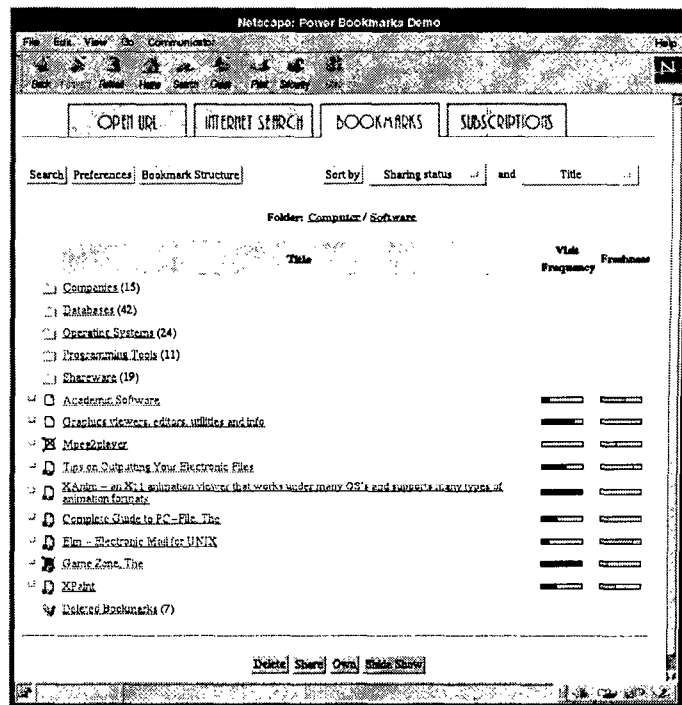 Netscape: Power Bookmarks Demo
File Edit View Go Communicator Help
Back Reload Home Search Print Security
N
OPEN URL INTERNET SEARCH BOOKMARKS SUBSCRIPTIONS
Search Preferences Bookmark Structure Sort by Sharing status and Title
Folder: Computer / Software
Title Visit Frequency Freshness
Companies (15)
Databases (42)
Operating Systems (24)
Programming Tools (11)
Shareware (19)
Academic Software
Graphics viewers, editors, utilities and info
Mpeg2player
Tips on Outputting Your Electronic Files
XAnim - an X11 animation viewer that works under many OS's and supports many types of
animation formats
Complete Guide to PC-File, The
Elm - Electronic Mail for UNIX
Game Zone, The
XPaint
Deleted Bookmarks (7)
Delete Share Own Slide Show